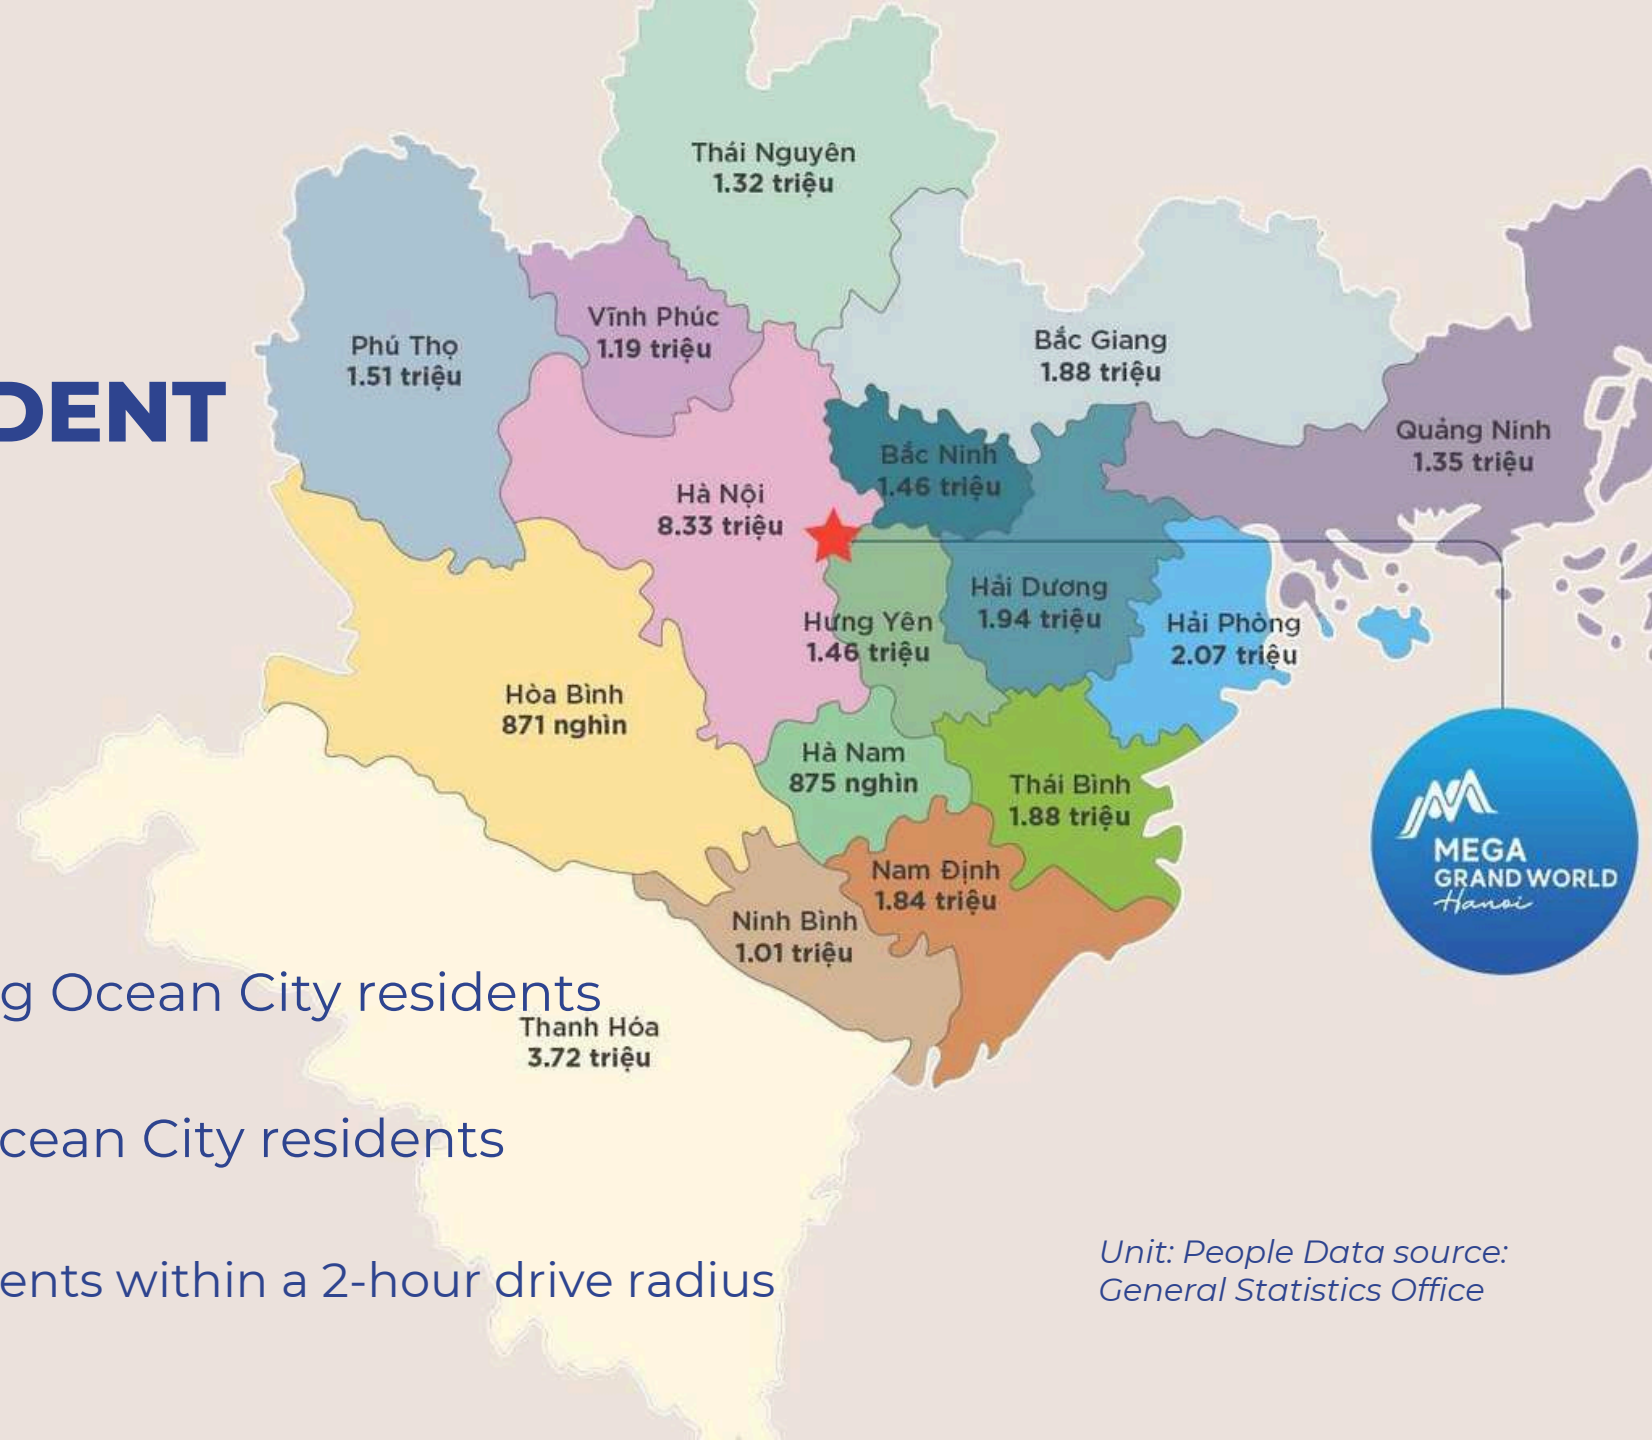 Thái Nguyên
1.32 triệu
Vĩnh Phúc
1.19 triệu
Phú Thọ
1.51 triệu
Bắc Giang
1.88 triệu
DENT
Quảng Ninh
1.35 triệu
Bắc Ninh
1.46 triệu
Hà Nội
8.33 triệu
Hải Dương
1.94 triệu
Hưng Yên
1.46 triệu
Hải Phòng
2.07 triệu
Hòa Bình
871 nghìn
Hà Nam
875 nghìn
Thái Bình
1.88 triệu
MEGA
GRAND WORLD
Hanoi
Nam Định
1.84 triệu
Ninh Bình
1.01 triệu
g Ocean City residents
Thanh Hóa
3.72 triệu
cean City residents
ents within a 2-hour drive radius
Unit: People Data source:
General Statistics Office